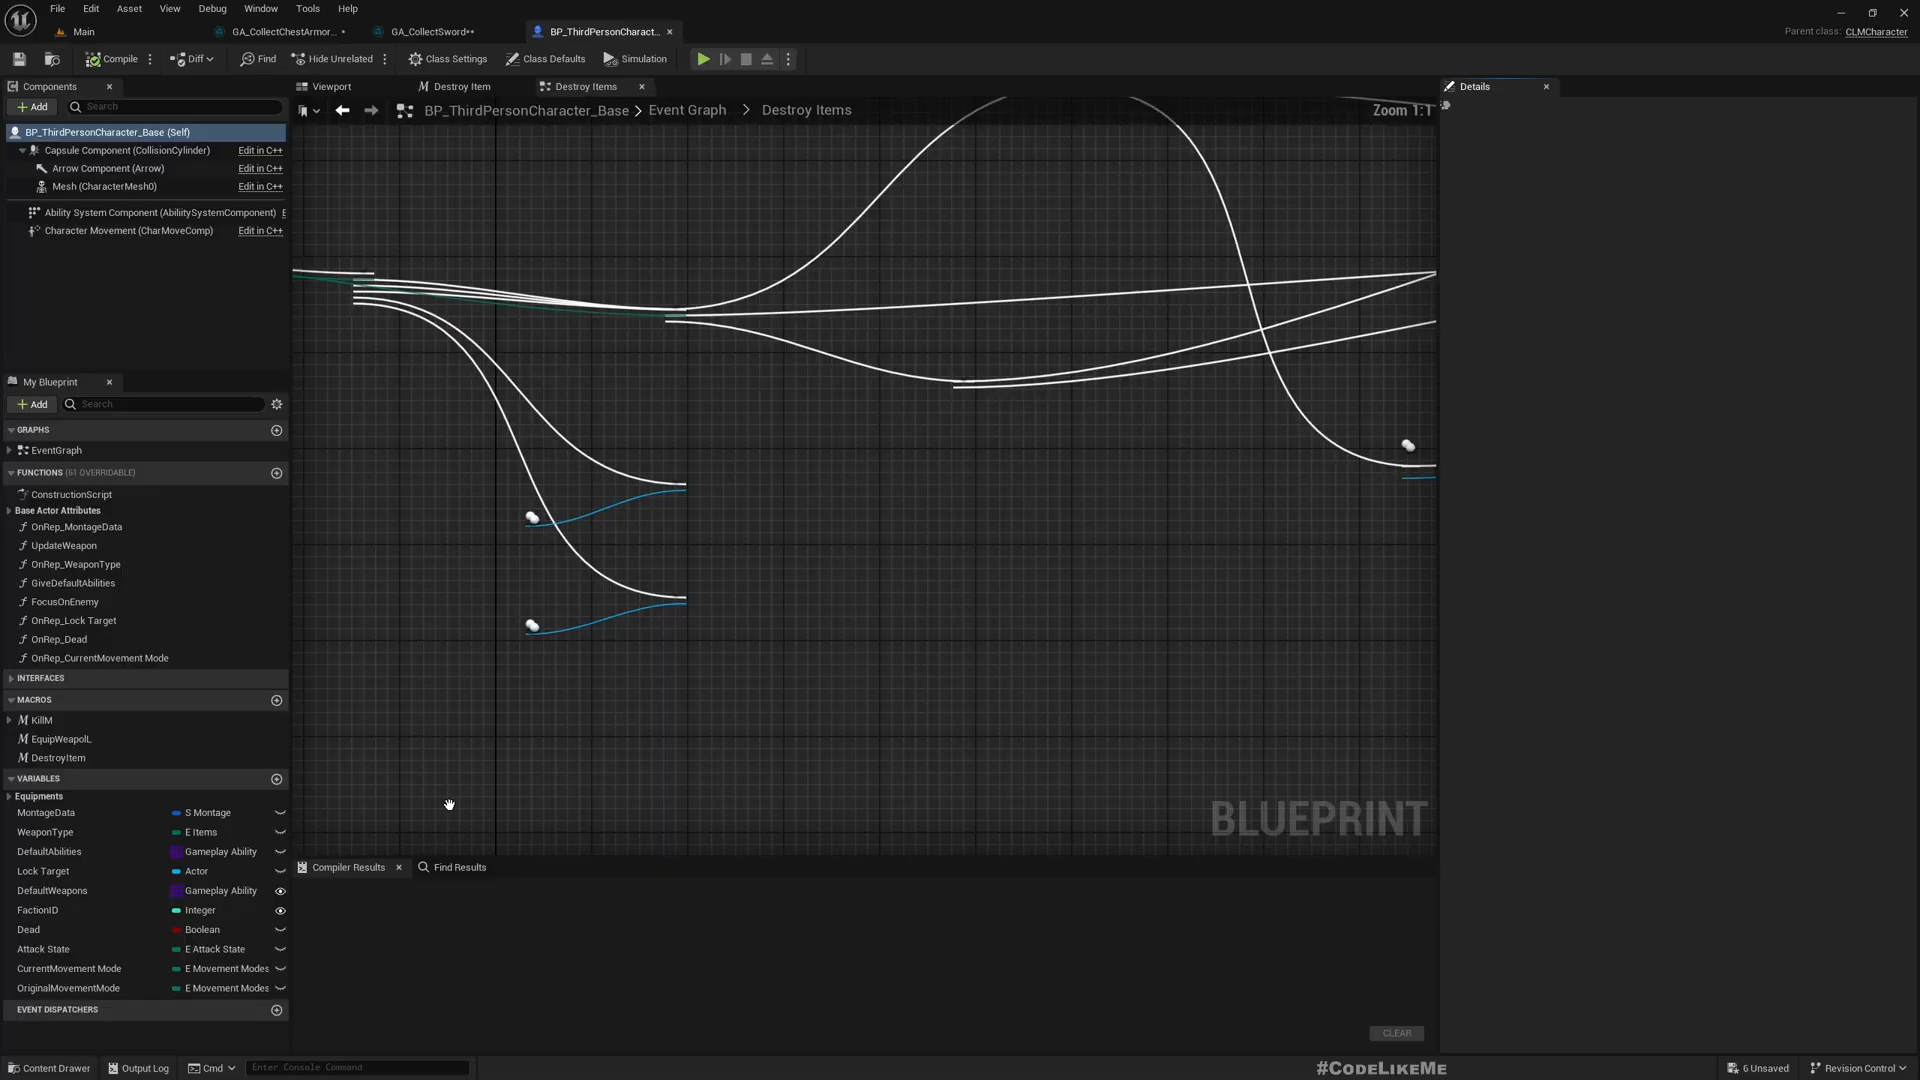 File Edit Asset View Debug Window Tools Help
Main GA_CollectChestArmor... • GA_CollectSword•• BP_ThirdPersonCharact...
Parent class: CLMCharacter
Compile Diff Find Hide Unrelated Class Settings Class Defaults Simulation
Components
Viewport Destroy Item Destroy Items
Details
Add Search
BP_ThirdPersonCharacter_Base > Event Graph > Destroy Items
Zoom 1:1
BP_ThirdPersonCharacter_Base (Self)
Capsule Component (CollisionCylinder) Edit in C++
Arrow Component (Arrow) Edit in C++
Mesh (CharacterMesh0) Edit in C++
Ability System Component (AbiliitySystemComponent) E
Character Movement (CharMoveComp) Edit in C++
My Blueprint
Add Search
GRAPHS
EventGraph
FUNCTIONS (61 OVERRIDABLE)
ConstructionScript
Base Actor Attributes
OnRep_MontageData
UpdateWeapon
OnRep_WeaponType
GiveDefaultAbilities
FocusOnEnemy
OnRep_Lock Target
OnRep_Dead
OnRep_CurrentMovement Mode
INTERFACES
MACROS
KillM
EquipWeapolL
DestroyItem
VARIABLES
Equipments
MontageData S Montage
WeaponType E Items
DefaultAbilities Gameplay Ability
Lock Target Actor
DefaultWeapons Gameplay Ability
FactionID Integer
Dead Boolean
Attack State E Attack State
CurrentMovement Mode E Movement Modes
OriginalMovementMode E Movement Modes
EVENT DISPATCHERS
BLUEPRINT
Compiler Results Find Results
CLEAR
Content Drawer Output Log Cmd Enter Console Command
#CODELIKEME
6 Unsaved Revision Control